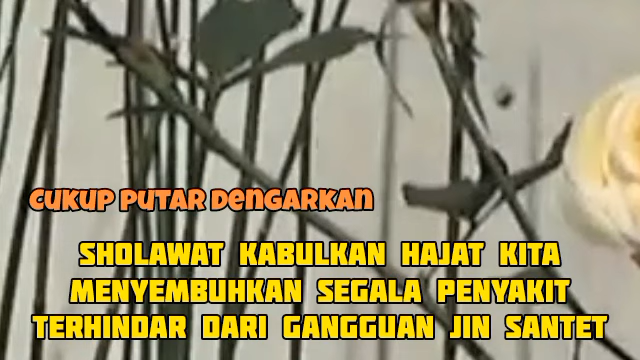 CUKUP PUTAR DENGARKAN
SHOLAWAT KABULKAN HAJAT KITA
MENYEMBUHKAN SEGALA PENYAKIT
TERHINDAR DARI GANGGUAN JIN SANTET